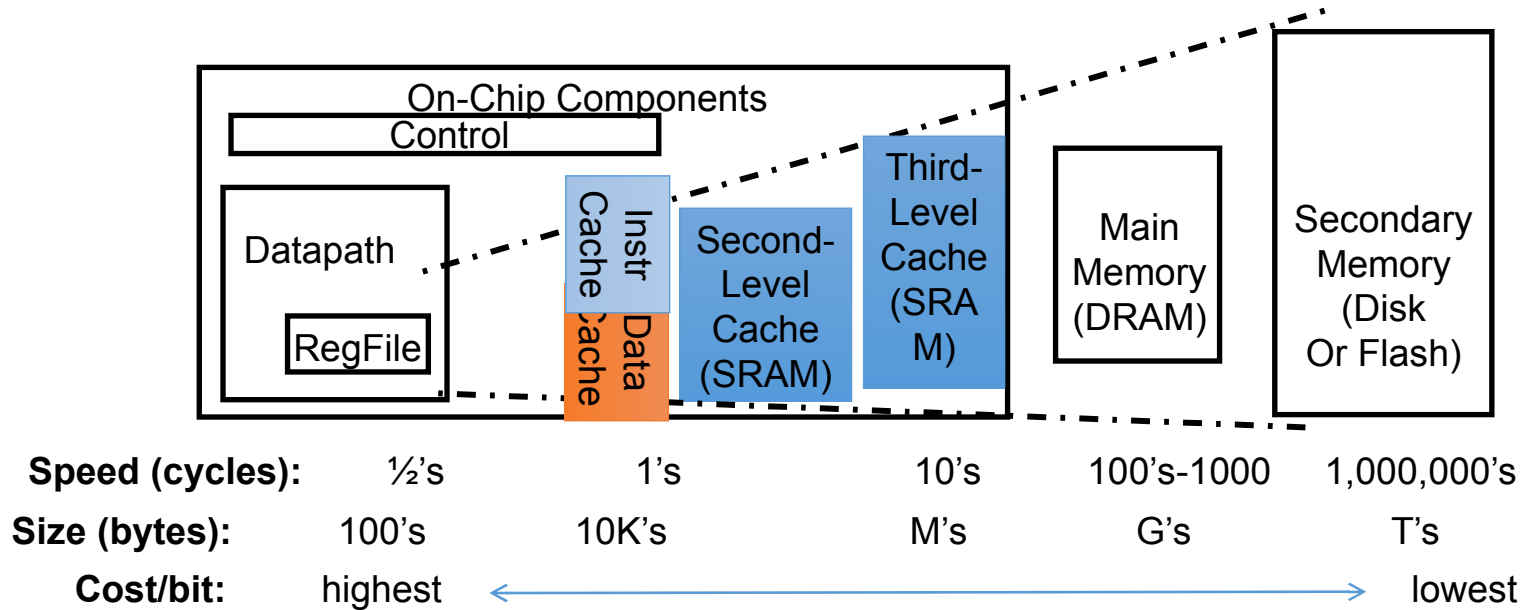 On-Chip Components
Control
Datapath
RegFile
Instr
Cache
Data
Cache
Second-
Level
Cache
(SRAM)
Third-
Level
Cache
(SRA
M)
Main
Memory
(DRAM)
Secondary
Memory
(Disk
Or Flash)
Speed (cycles): ½’s 1’s 10’s 100’s-1000 1,000,000’s
Size (bytes): 100’s 10K’s M’s G’s T’s
Cost/bit: highest lowest